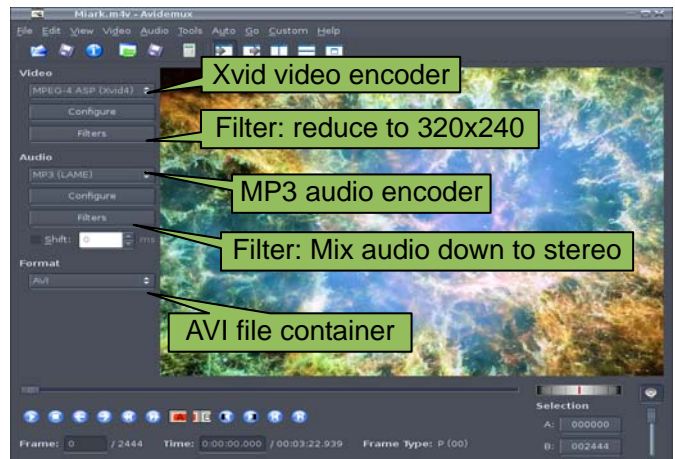 Miark.m4v - Avidemux
File Edit View Video Audio Tools Auto Go Custom Help
Video
Xvid video encoder
MPEG-4 ASP (Xvid4)
Configure
Filters
Filter: reduce to 320x240
Audio
MP3 (LAME)
MP3 audio encoder
Configure
Filters
Shift: 0 ms
Filter: Mix audio down to stereo
Format
AVI
AVI file container
Selection
A: 000000
Frame: 0 / 2444 Time: 0:00:00.000 / 00:03:22.939 Frame Type: P (00)
B: 002444